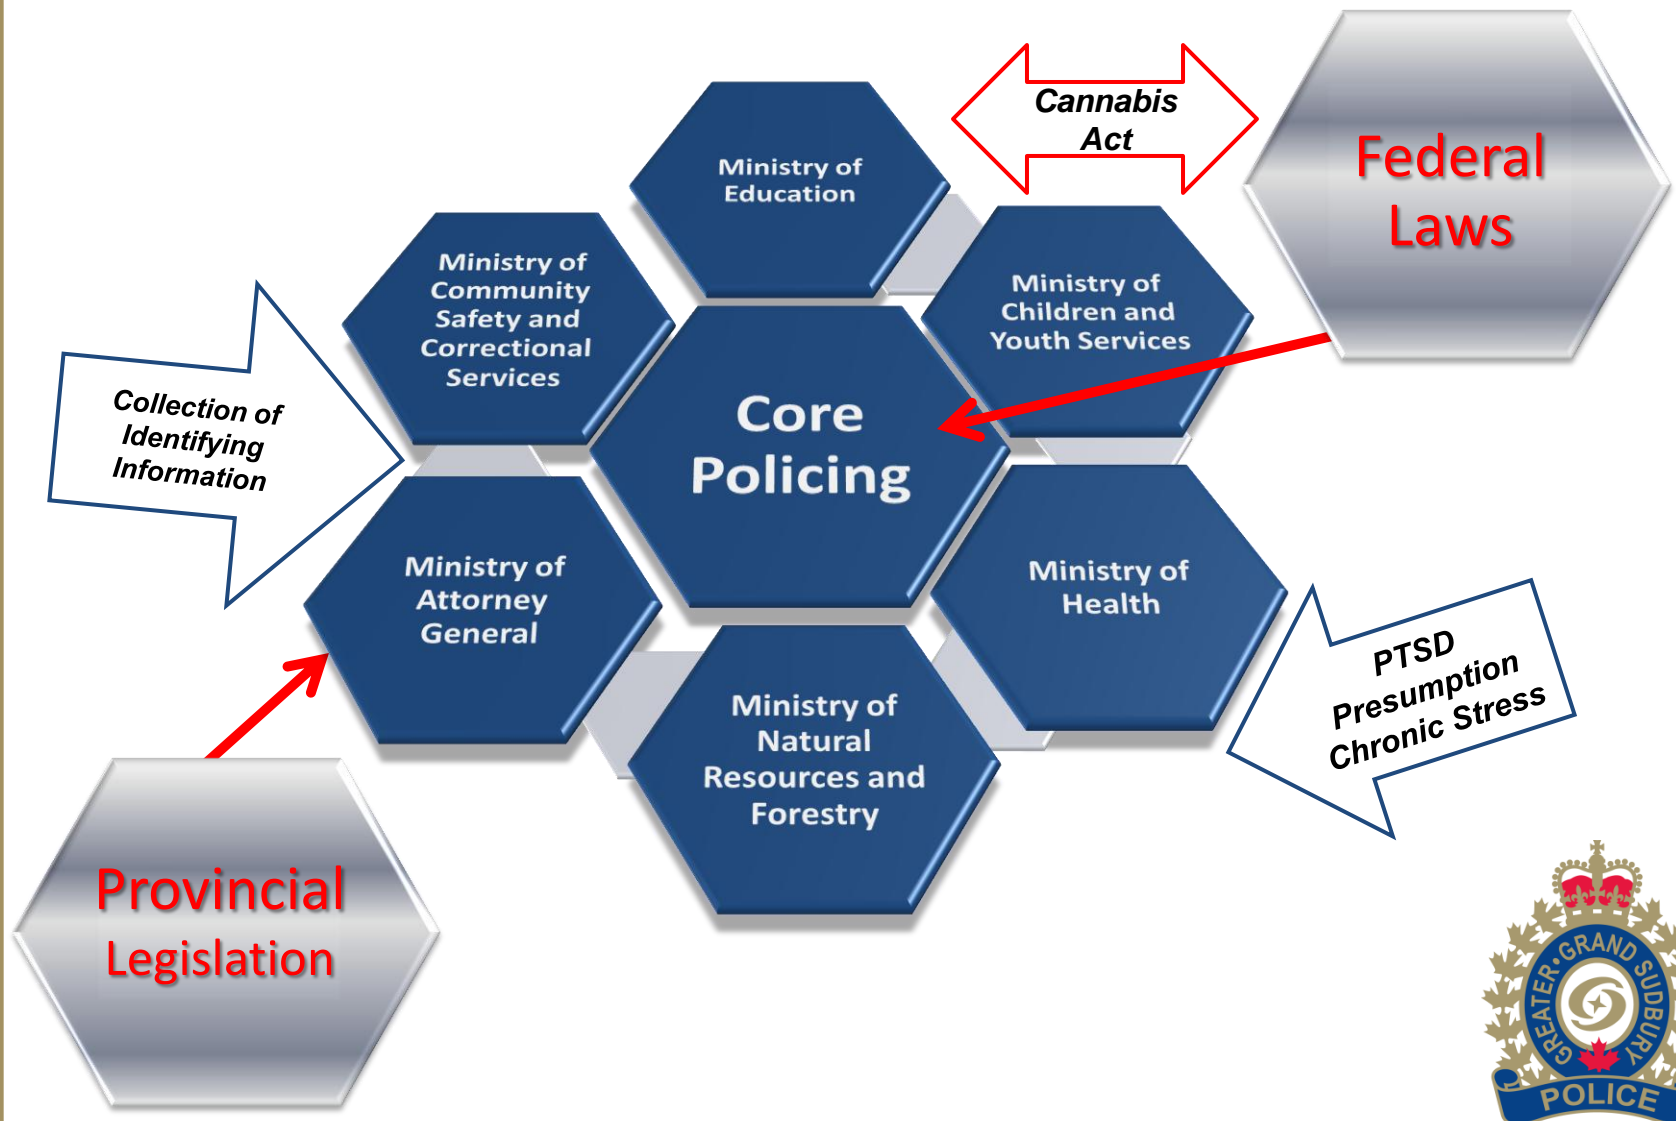 Cannabis
Act
Federal
Laws
Ministry of
Education
Ministry of
Community
Safety and
Correctional
Services
Ministry of
Children and
Youth Services
Collection of
Identifying
Information
Core
Policing
Ministry of
Attorney
General
Ministry of
Health
PTSD
Presumption
Chronic Stress
Ministry of
Natural
Resources and
Forestry
Provincial
Legislation
GREATER • GRAND SUDBURY
POLICE